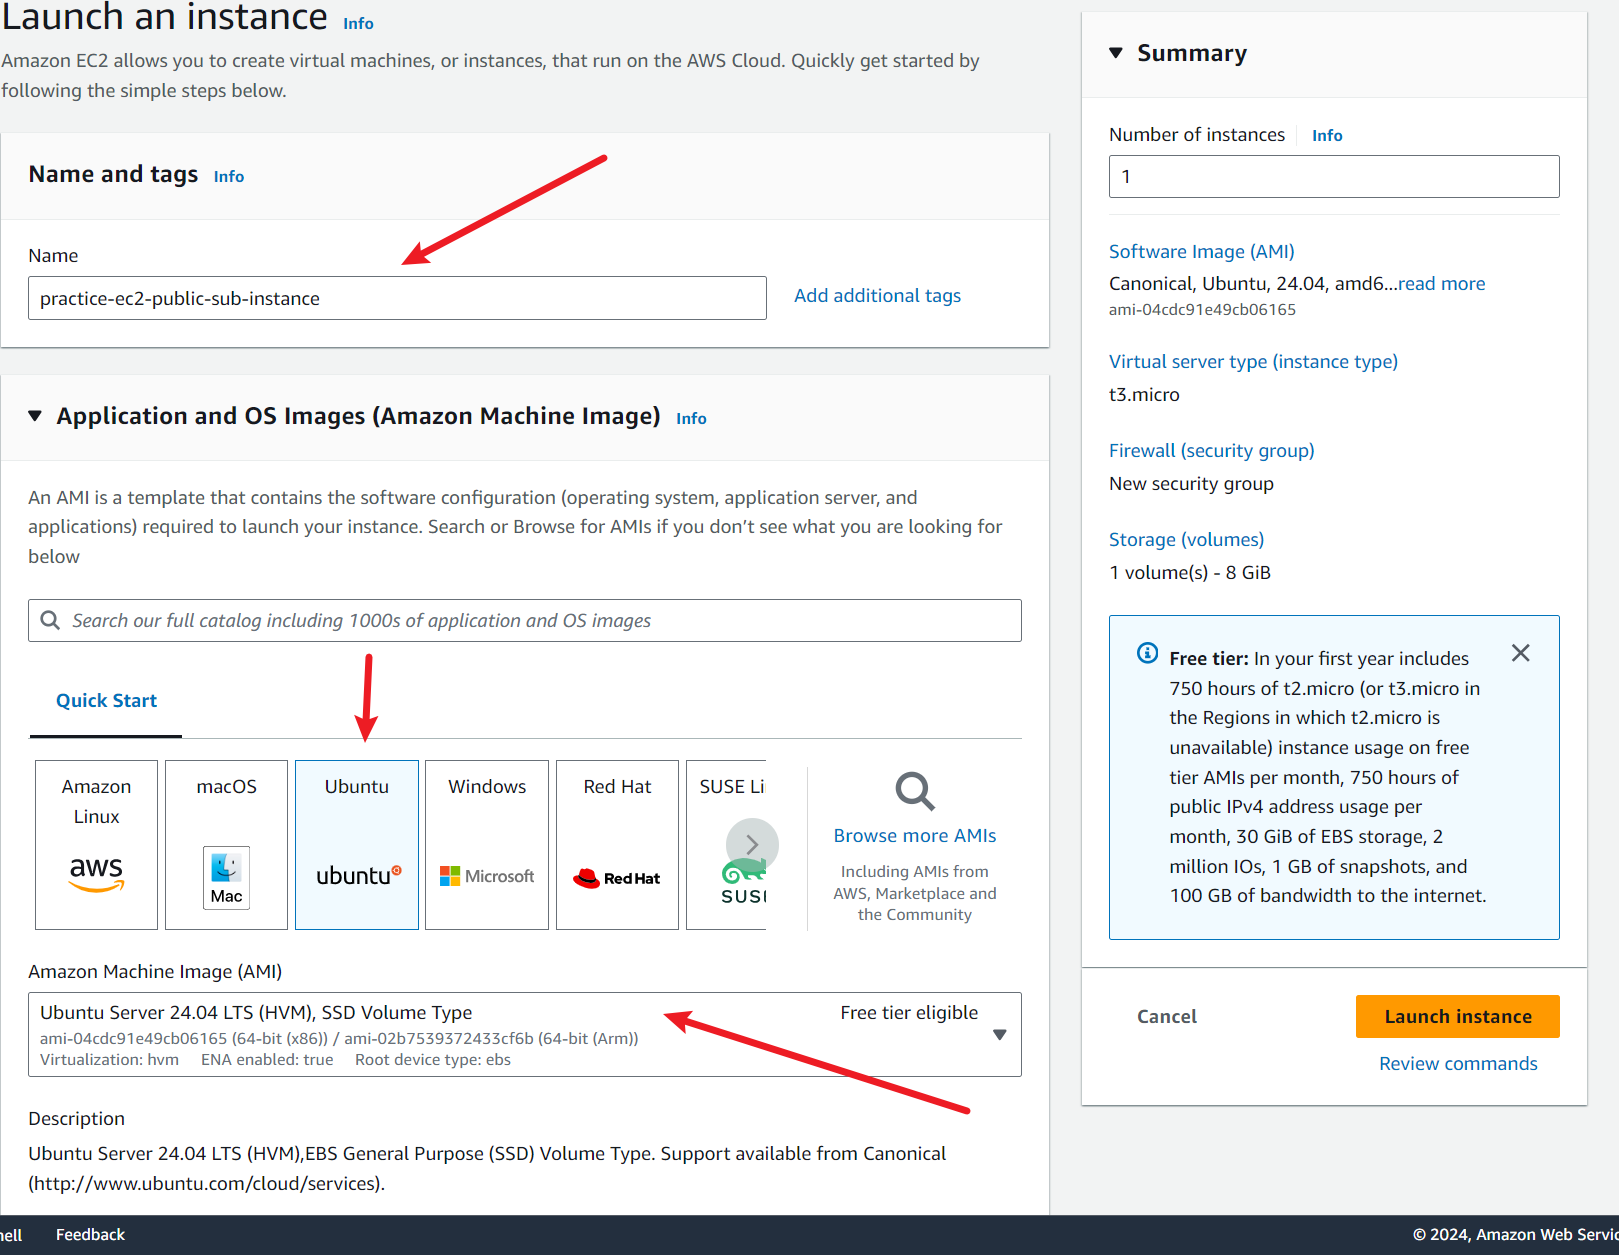 Launch an instance Info
Amazon EC2 allows you to create virtual machines, or instances, that run on the AWS Cloud. Quickly get started by
following the simple steps below.
Name and tags Info
Name
practice-ec2-public-sub-instance
Add additional tags
Application and OS Images (Amazon Machine Image) Info
An AMI is a template that contains the software configuration (operating system, application server, and
applications) required to launch your instance. Search or Browse for AMIs if you don’t see what you are looking for
below
Search our full catalog including 1000s of application and OS images
Quick Start
Amazon
Linux
aws
macOS
Mac
Ubuntu
ubuntu
Windows
Microsoft
Red Hat
Red Hat
SUSE Li
SUS
Browse more AMIs
Including AMIs from
AWS, Marketplace and
the Community
Amazon Machine Image (AMI)
Ubuntu Server 24.04 LTS (HVM), SSD Volume Type
Free tier eligible
ami-04cdc91e49cb06165 (64-bit (x86)) / ami-02b7539372433cf6b (64-bit (Arm))
Virtualization: hvm ENA enabled: true Root device type: ebs
Description
Ubuntu Server 24.04 LTS (HVM),EBS General Purpose (SSD) Volume Type. Support available from Canonical
(http://www.ubuntu.com/cloud/services).
Summary
Number of instances Info
1
Software Image (AMI)
Canonical, Ubuntu, 24.04, amd6...read more
ami-04cdc91e49cb06165
Virtual server type (instance type)
t3.micro
Firewall (security group)
New security group
Storage (volumes)
1 volume(s) - 8 GiB
Free tier: In your first year includes
750 hours of t2.micro (or t3.micro in
the Regions in which t2.micro is
unavailable) instance usage on free
tier AMIs per month, 750 hours of
public IPv4 address usage per
month, 30 GiB of EBS storage, 2
million IOs, 1 GB of snapshots, and
100 GB of bandwidth to the internet.
Cancel
Launch instance
Review commands
hell
Feedback
© 2024, Amazon Web Servic